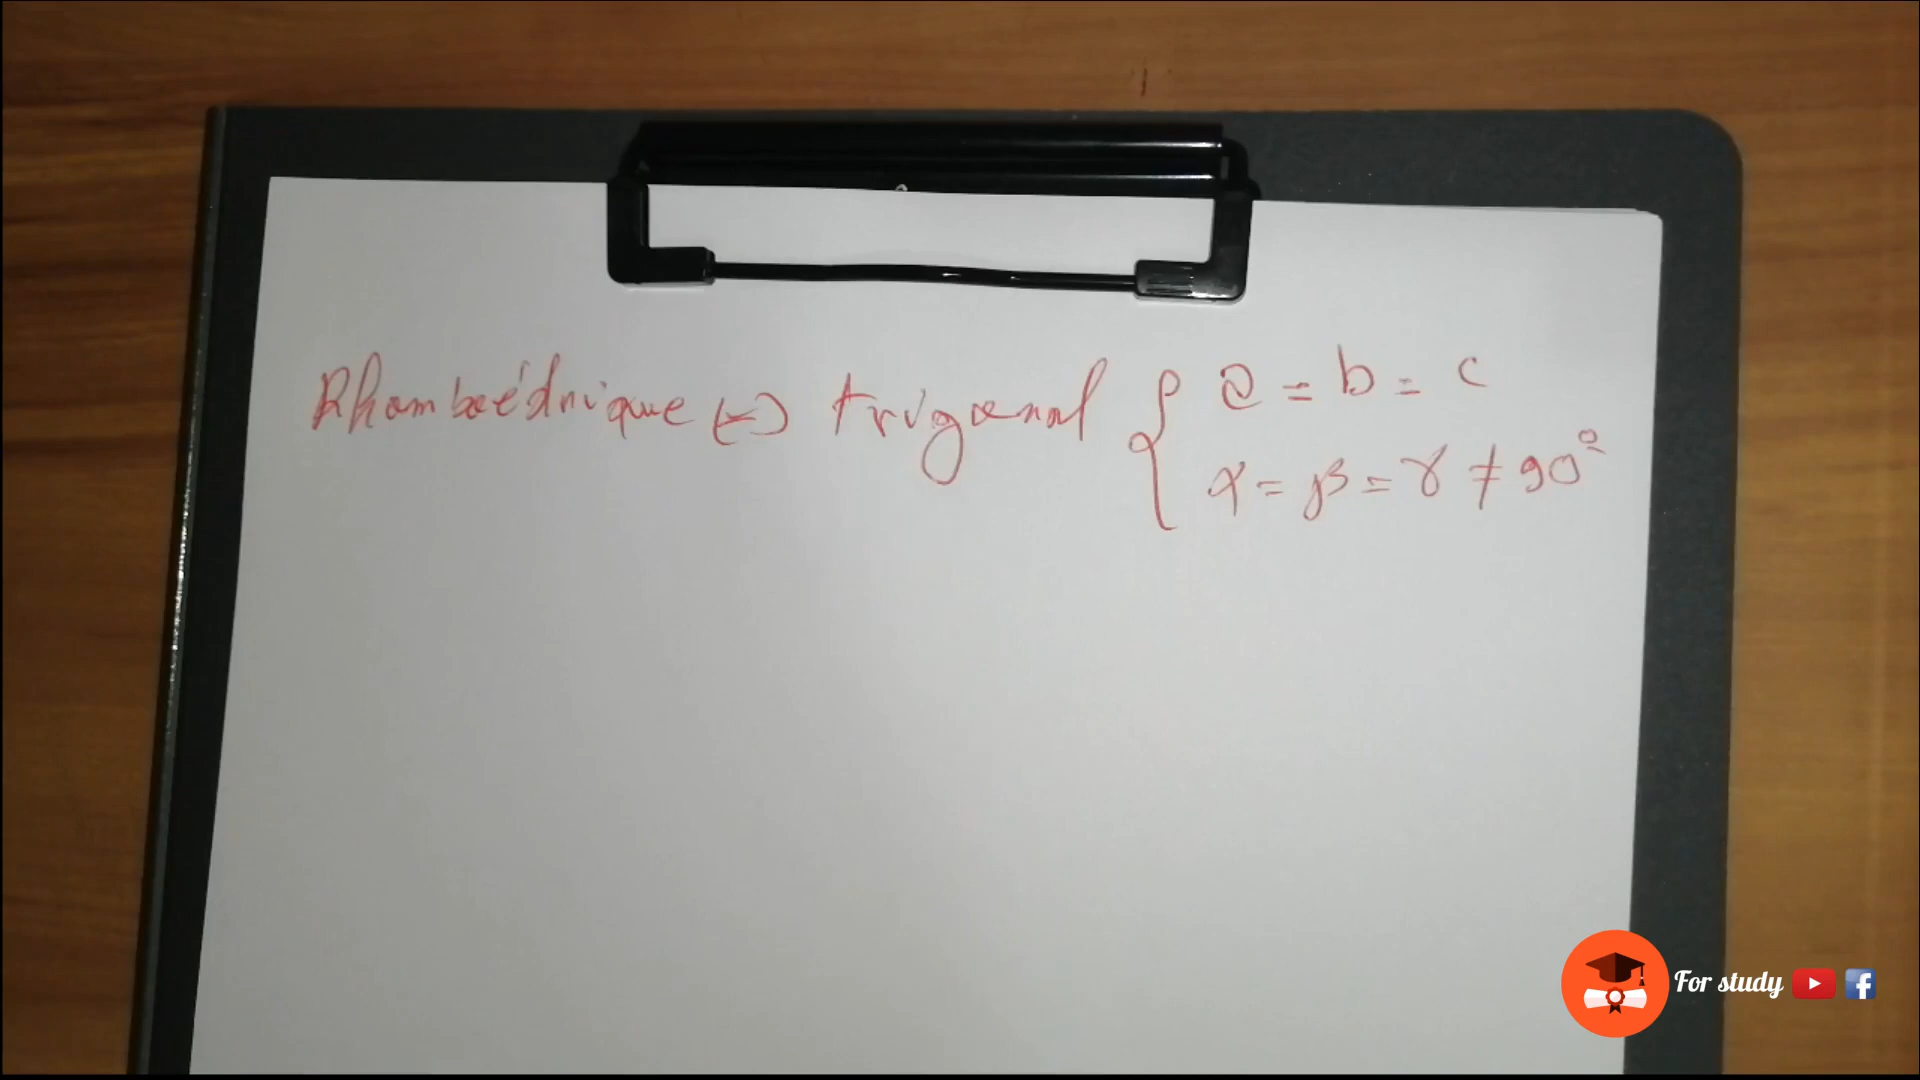 Rhomboédrique ↔ trigonal { a = b = c
α = β = γ ≠ 90°
For study